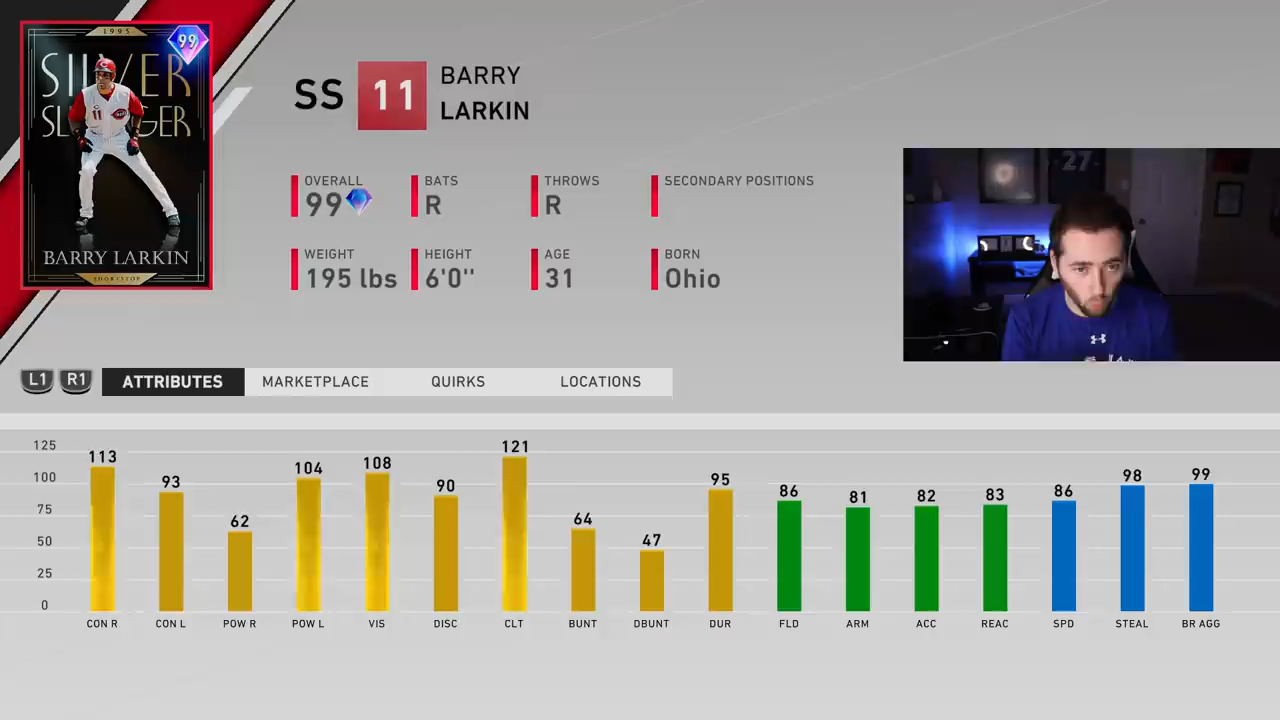 1995
99
SILVER
SLUGGER
11
BARRY LARKIN
SHORTSTOP
SS 11 BARRY
LARKIN
OVERALL BATS THROWS SECONDARY POSITIONS
99 R R
WEIGHT HEIGHT AGE BORN
195 lbs 6'0" 31 Ohio
27
L1 R1 ATTRIBUTES MARKETPLACE QUIRKS LOCATIONS
125
100
75
50
25
0
113 93 62 104 108 90 121 64 47 95 86 81 82 83 86 98 99
CON R CON L POW R POW L VIS DISC CLT BUNT DBUNT DUR FLD ARM ACC REAC SPD STEAL BR AGG